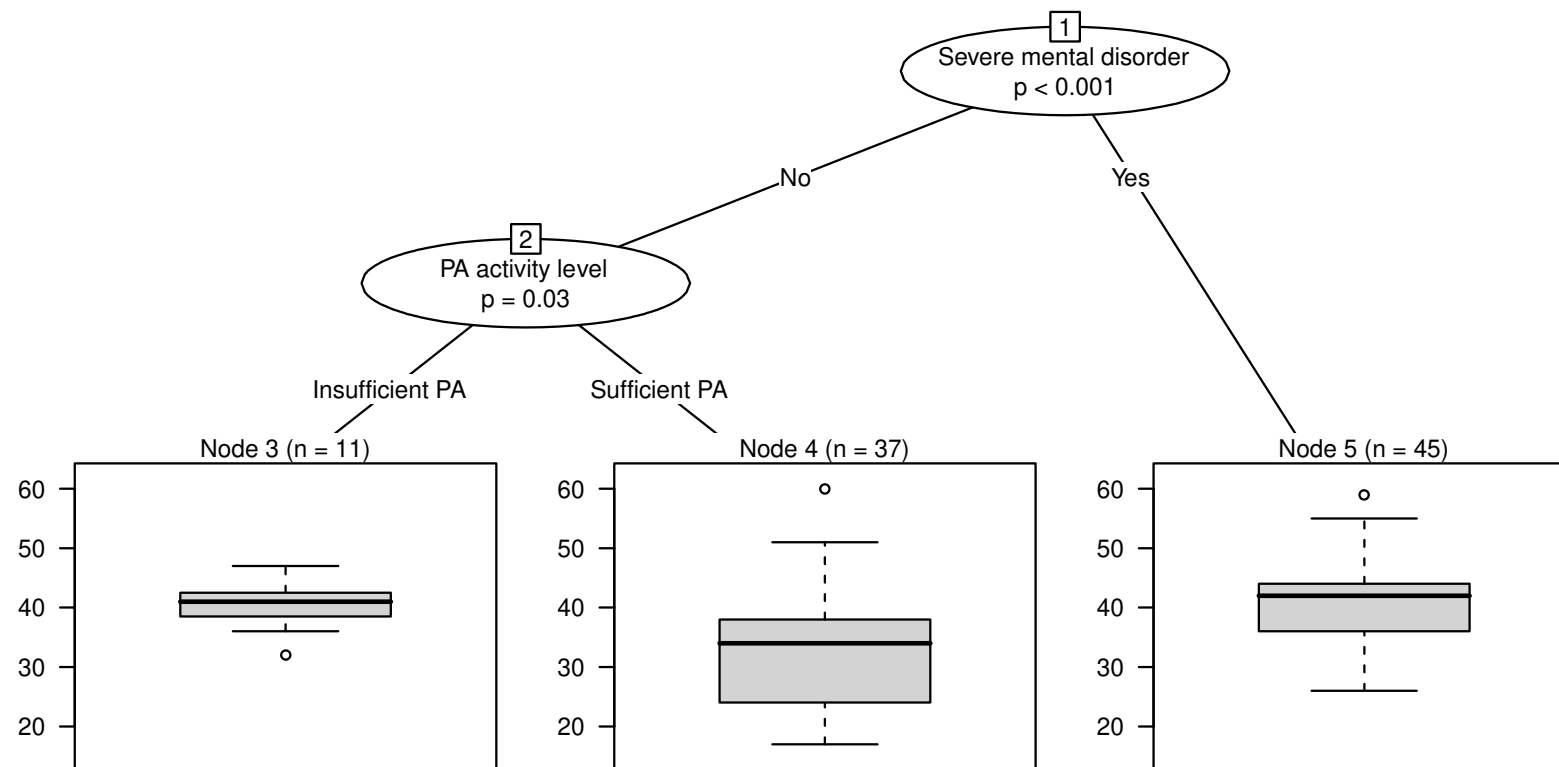 1
Severe mental disorder
p < 0.001
No
Yes
2
PA activity level
p = 0.03
Insufficient PA
Sufficient PA
Node 3 (n = 11)
60
50
40
30
20
Node 4 (n = 37)
60
50
40
30
20
Node 5 (n = 45)
60
50
40
30
20